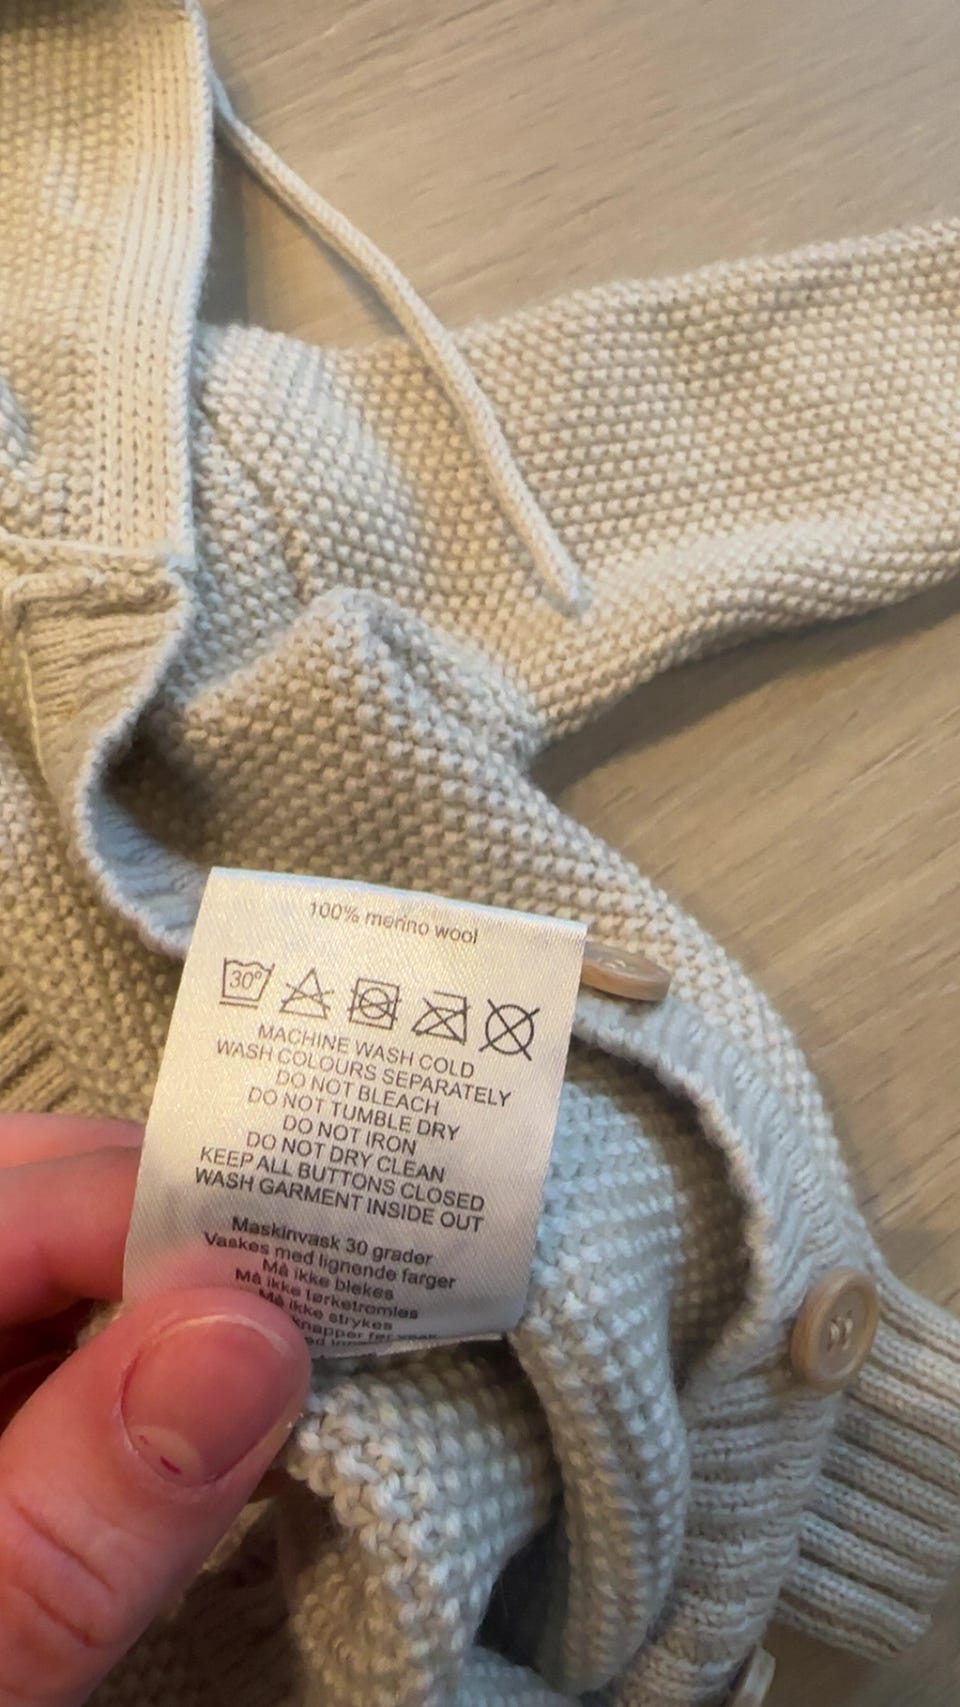 100% merino wool
30°
MACHINE WASH COLD
WASH COLOURS SEPARATELY
DO NOT BLEACH
DO NOT TUMBLE DRY
DO NOT IRON
DO NOT DRY CLEAN
KEEP ALL BUTTONS CLOSED
WASH GARMENT INSIDE OUT
Maskinvask 30 grader
Vaskes med lignende farger
Må ikke blekes
Må ikke tørketromles
Må ikke strykes
knapper før